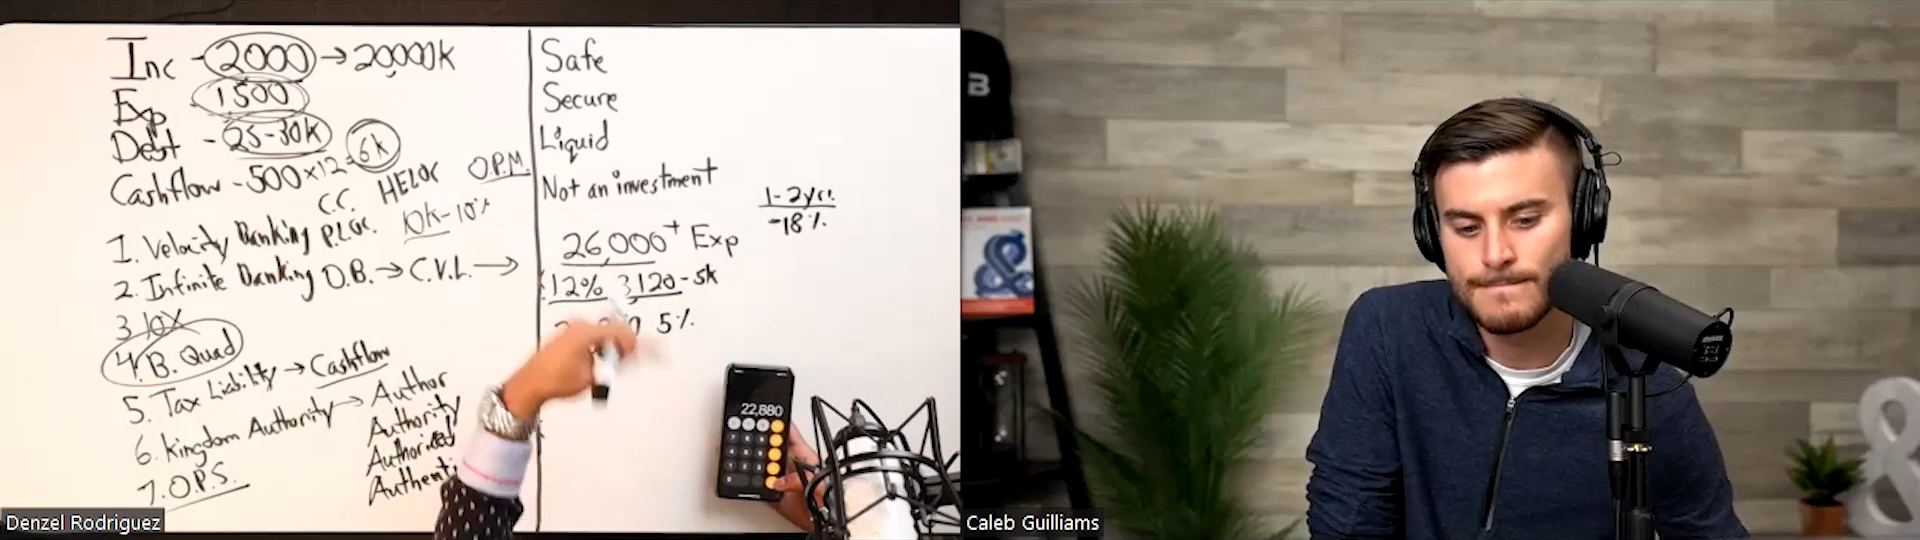 Inc - 2000 → 20,000k
Exp 1500
Debt - 25-30k
Cashflow - 500 x 12 = 6k
C.C. HELOC O.P.M.
1. Velocity Banking P.LOC. 10k - 10%
2. Infinite Banking O.B. → C.V.L. →
3. 10X
4. B. Quad
5. Tax Liability → Cashflow
6. Kingdom Authority → Author
Authority
Authorized
Authenti
7. O.P.S.
Safe
Secure
Liquid
Not an investment
1-2yr.
-18%
26,000+ Exp
12% 3,120 - 5k
5%
22,880
B
&
&
Denzel Rodriguez
Caleb Guilliams